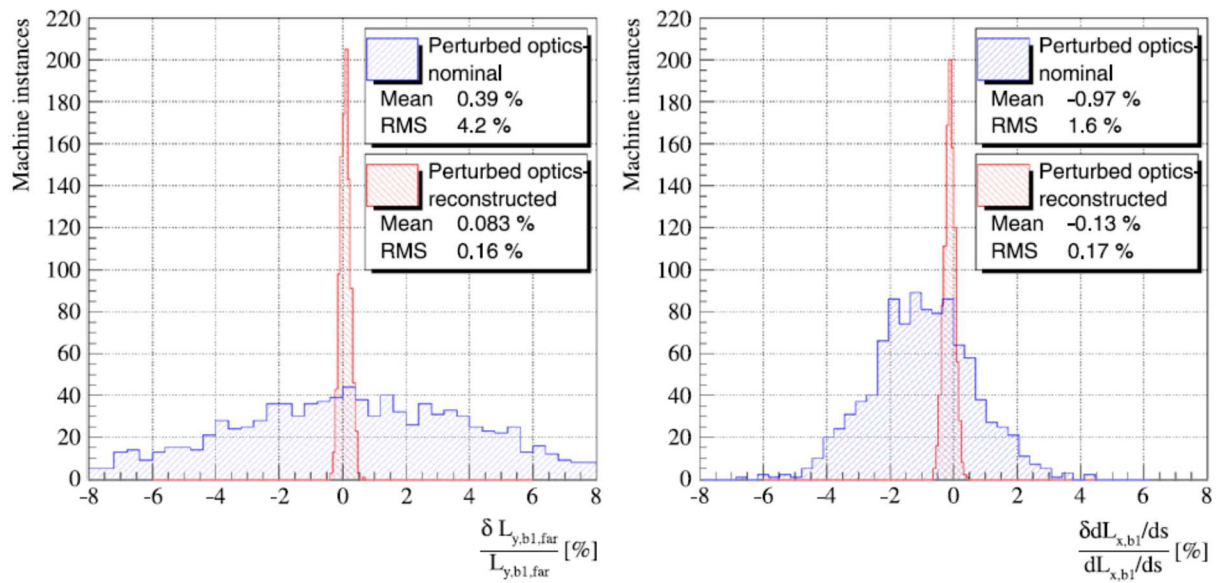 Machine instances
220
200
180
160
140
120
100
80
60
40
20
0
-8 -6 -4 -2 0 2 4 6 8
Perturbed optics-
nominal
Mean 0.39 %
RMS 4.2 %
Perturbed optics-
reconstructed
Mean 0.083 %
RMS 0.16 %
δ L_y,b1,far
L_y,b1,far
[%]
Machine instances
220
200
180
160
140
120
100
80
60
40
20
0
-8 -6 -4 -2 0 2 4 6 8
Perturbed optics-
nominal
Mean -0.97 %
RMS 1.6 %
Perturbed optics-
reconstructed
Mean -0.13 %
RMS 0.17 %
δdL_x,b1/ds
dL_x,b1/ds
[%]